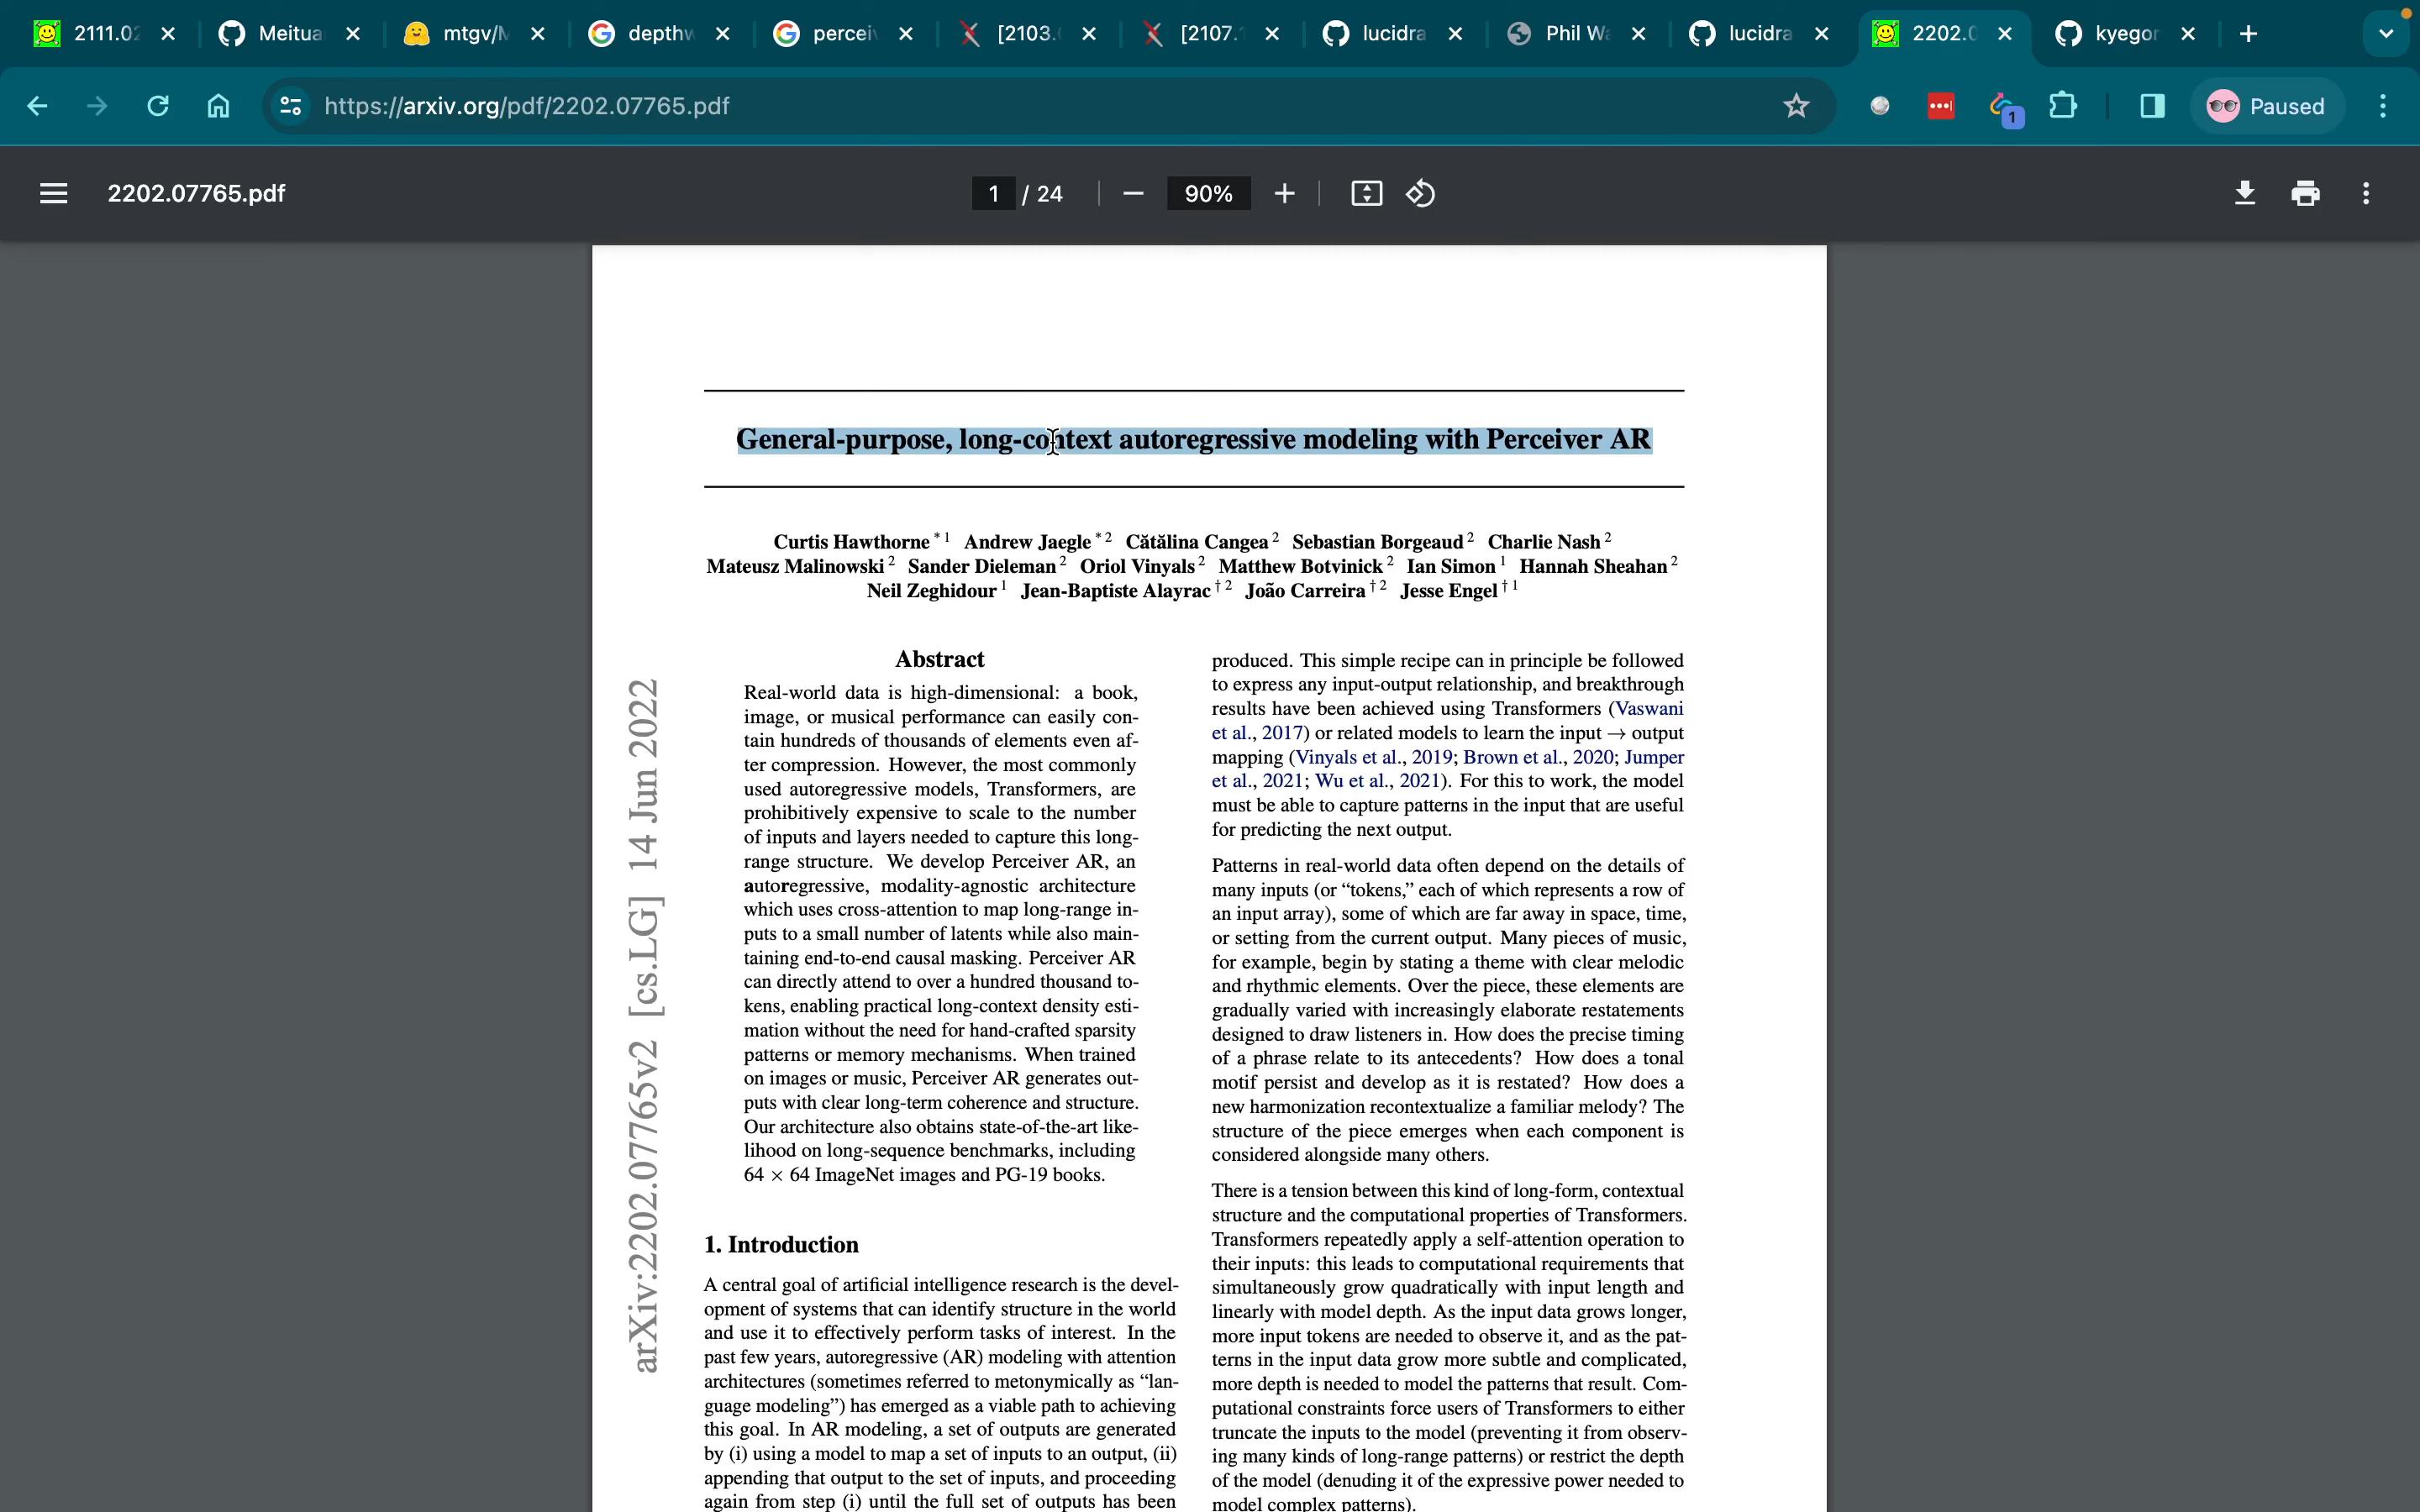 2111.02
Meitua
mtgv/M
depthw
percei
[2103.
[2107.
lucidra
Phil Wa
lucidra
2202.0
kyegor
https://arxiv.org/pdf/2202.07765.pdf
1
Paused
2202.07765.pdf
1 / 24
90%
General-purpose, long-context autoregressive modeling with Perceiver AR
Curtis Hawthorne * 1 Andrew Jaegle * 2 Cătălina Cangea 2 Sebastian Borgeaud 2 Charlie Nash 2
Mateusz Malinowski 2 Sander Dieleman 2 Oriol Vinyals 2 Matthew Botvinick 2 Ian Simon 1 Hannah Sheahan 2
Neil Zeghidour 1 Jean-Baptiste Alayrac † 2 João Carreira † 2 Jesse Engel † 1
arXiv:2202.07765v2 [cs.LG] 14 Jun 2022
Abstract
Real-world data is high-dimensional: a book,
image, or musical performance can easily con-
tain hundreds of thousands of elements even af-
ter compression. However, the most commonly
used autoregressive models, Transformers, are
prohibitively expensive to scale to the number
of inputs and layers needed to capture this long-
range structure. We develop Perceiver AR, an
autoregressive, modality-agnostic architecture
which uses cross-attention to map long-range in-
puts to a small number of latents while also main-
taining end-to-end causal masking. Perceiver AR
can directly attend to over a hundred thousand to-
kens, enabling practical long-context density esti-
mation without the need for hand-crafted sparsity
patterns or memory mechanisms. When trained
on images or music, Perceiver AR generates out-
puts with clear long-term coherence and structure.
Our architecture also obtains state-of-the-art like-
lihood on long-sequence benchmarks, including
64 × 64 ImageNet images and PG-19 books.
1. Introduction
A central goal of artificial intelligence research is the devel-
opment of systems that can identify structure in the world
and use it to effectively perform tasks of interest. In the
past few years, autoregressive (AR) modeling with attention
architectures (sometimes referred to metonymically as “lan-
guage modeling”) has emerged as a viable path to achieving
this goal. In AR modeling, a set of outputs are generated
by (i) using a model to map a set of inputs to an output, (ii)
appending that output to the set of inputs, and proceeding
again from step (i) until the full set of outputs has been
produced. This simple recipe can in principle be followed
to express any input-output relationship, and breakthrough
results have been achieved using Transformers (Vaswani
et al., 2017) or related models to learn the input → output
mapping (Vinyals et al., 2019; Brown et al., 2020; Jumper
et al., 2021; Wu et al., 2021). For this to work, the model
must be able to capture patterns in the input that are useful
for predicting the next output.
Patterns in real-world data often depend on the details of
many inputs (or “tokens,” each of which represents a row of
an input array), some of which are far away in space, time,
or setting from the current output. Many pieces of music,
for example, begin by stating a theme with clear melodic
and rhythmic elements. Over the piece, these elements are
gradually varied with increasingly elaborate restatements
designed to draw listeners in. How does the precise timing
of a phrase relate to its antecedents? How does a tonal
motif persist and develop as it is restated? How does a
new harmonization recontextualize a familiar melody? The
structure of the piece emerges when each component is
considered alongside many others.
There is a tension between this kind of long-form, contextual
structure and the computational properties of Transformers.
Transformers repeatedly apply a self-attention operation to
their inputs: this leads to computational requirements that
simultaneously grow quadratically with input length and
linearly with model depth. As the input data grows longer,
more input tokens are needed to observe it, and as the pat-
terns in the input data grow more subtle and complicated,
more depth is needed to model the patterns that result. Com-
putational constraints force users of Transformers to either
truncate the inputs to the model (preventing it from observ-
ing many kinds of long-range patterns) or restrict the depth
of the model (denuding it of the expressive power needed to
model complex patterns).